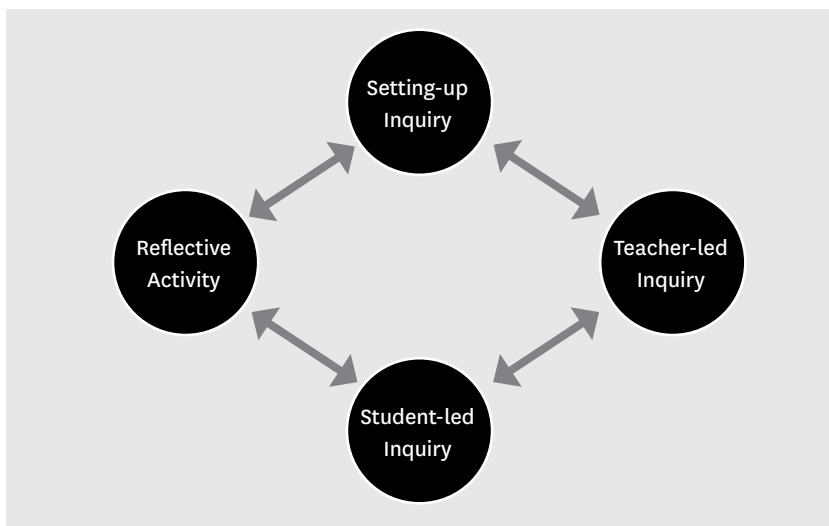 Setting-up
Inquiry
Reflective
Activity
Teacher-led
Inquiry
Student-led
Inquiry